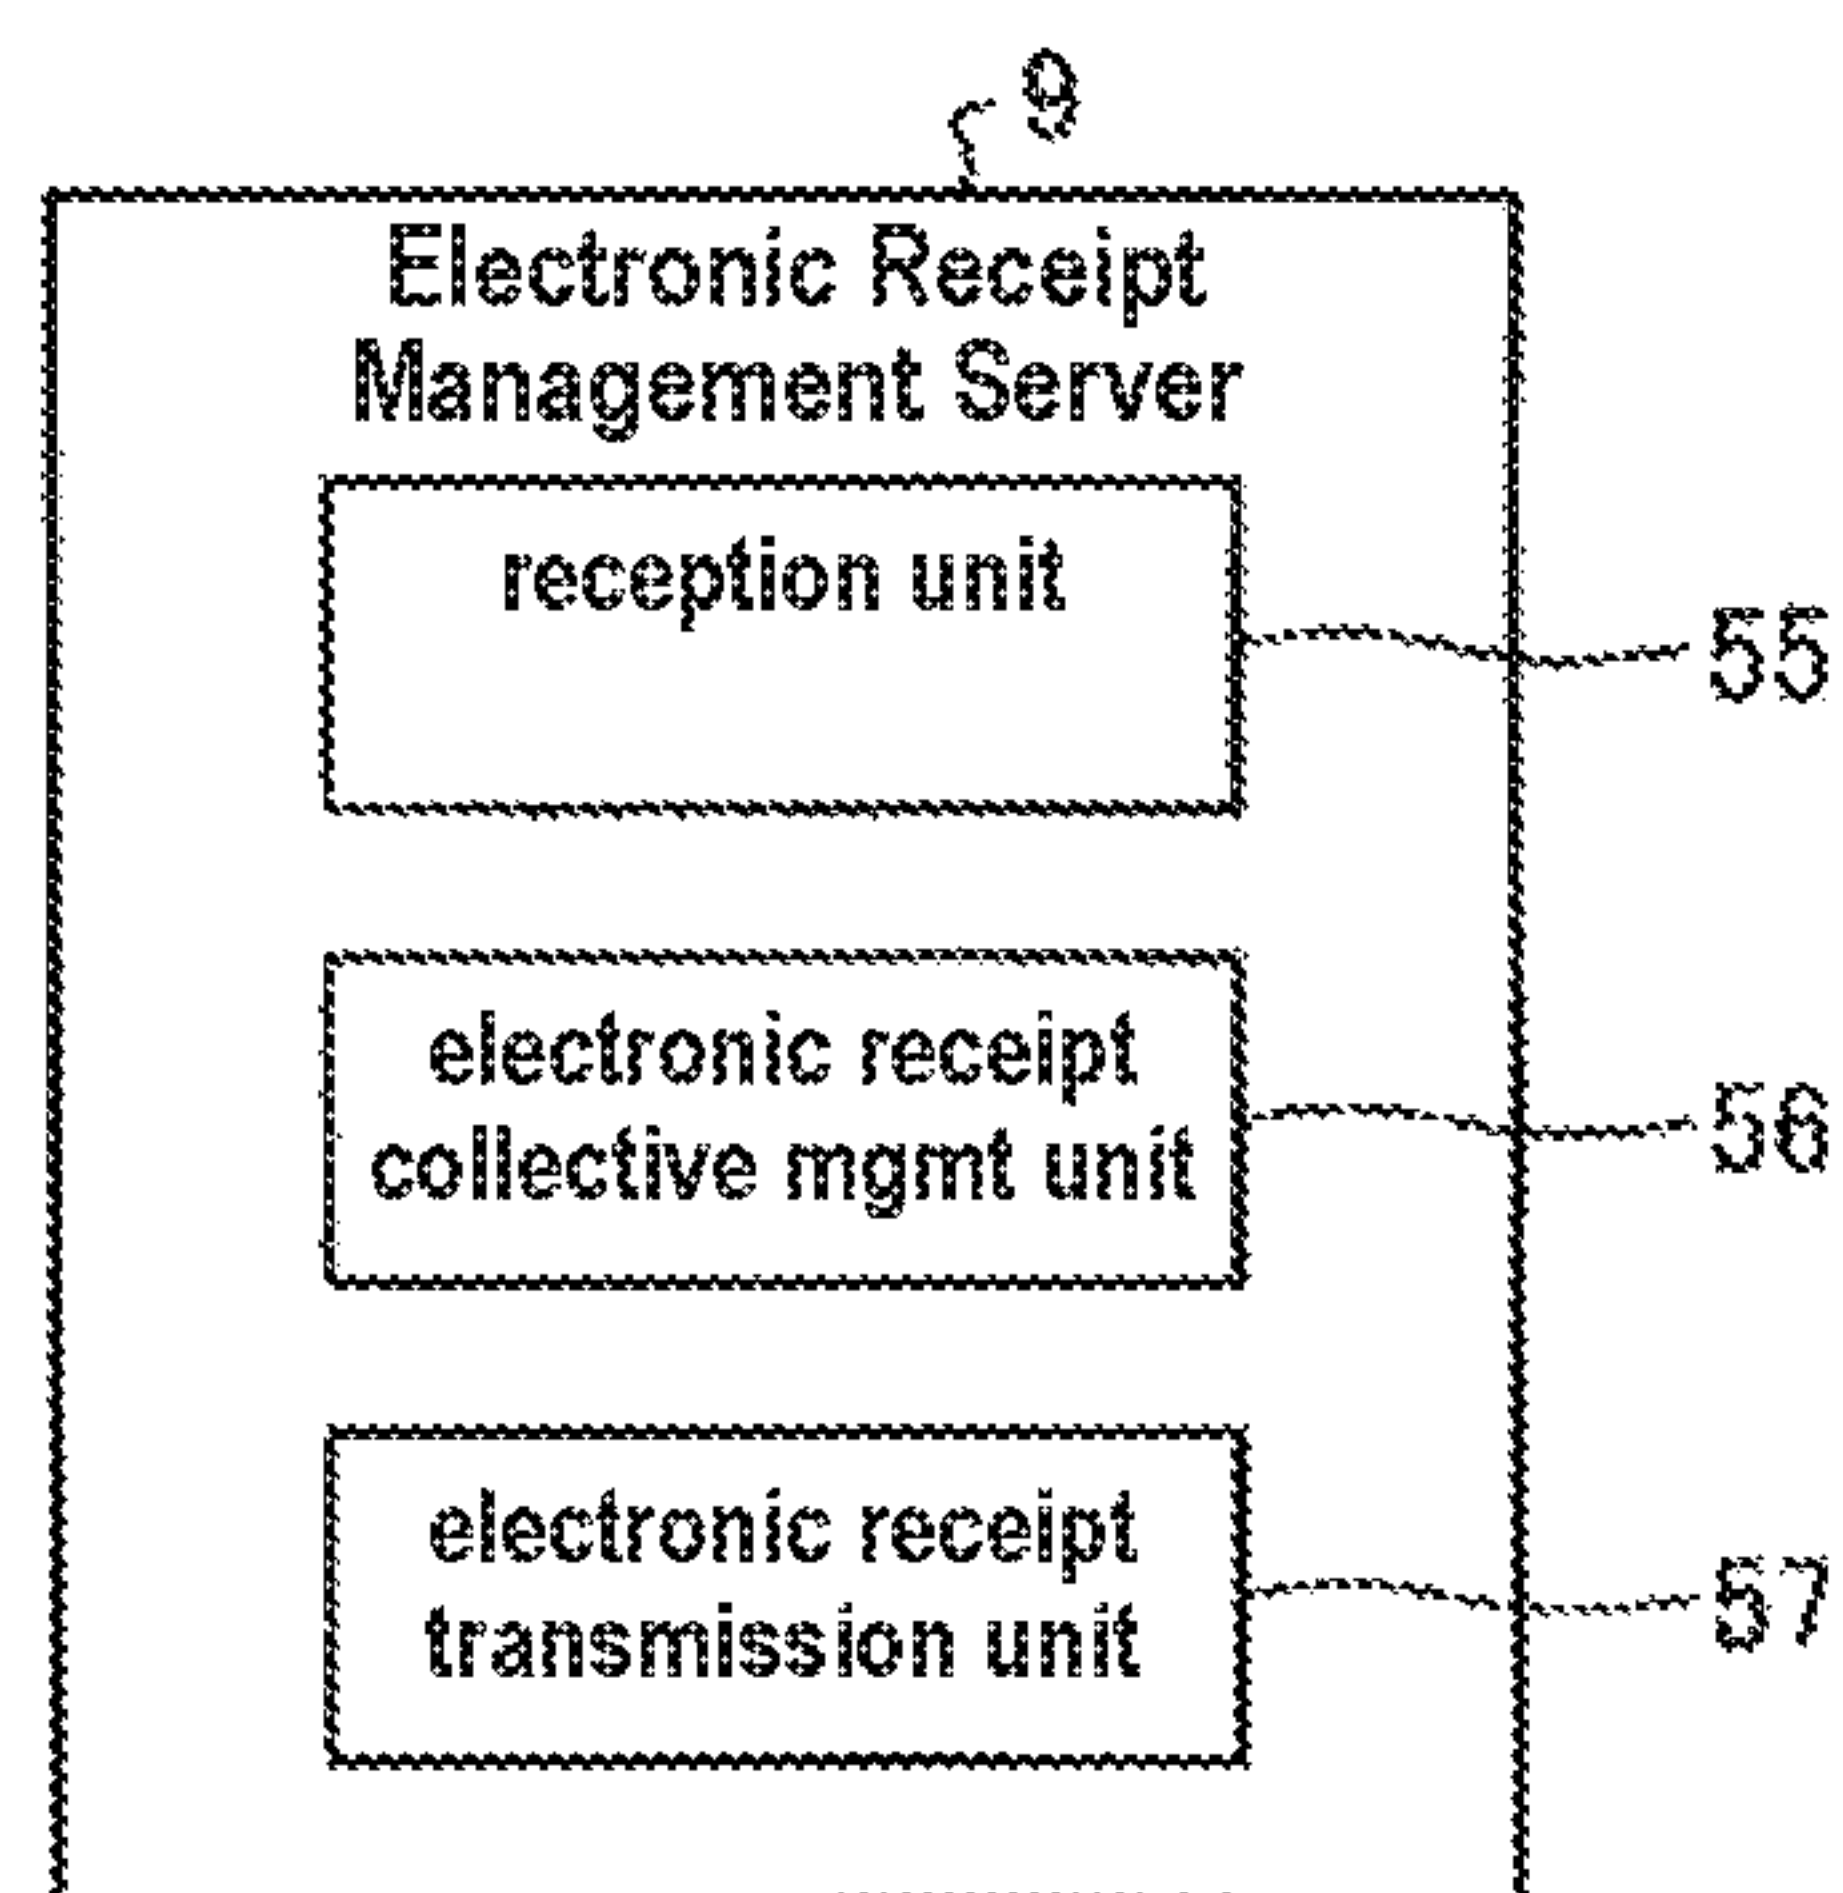 9
Electronic Receipt
Management Server
reception unit
55
electronic receipt
collective mgmt unit
56
electronic receipt
transmission unit
57